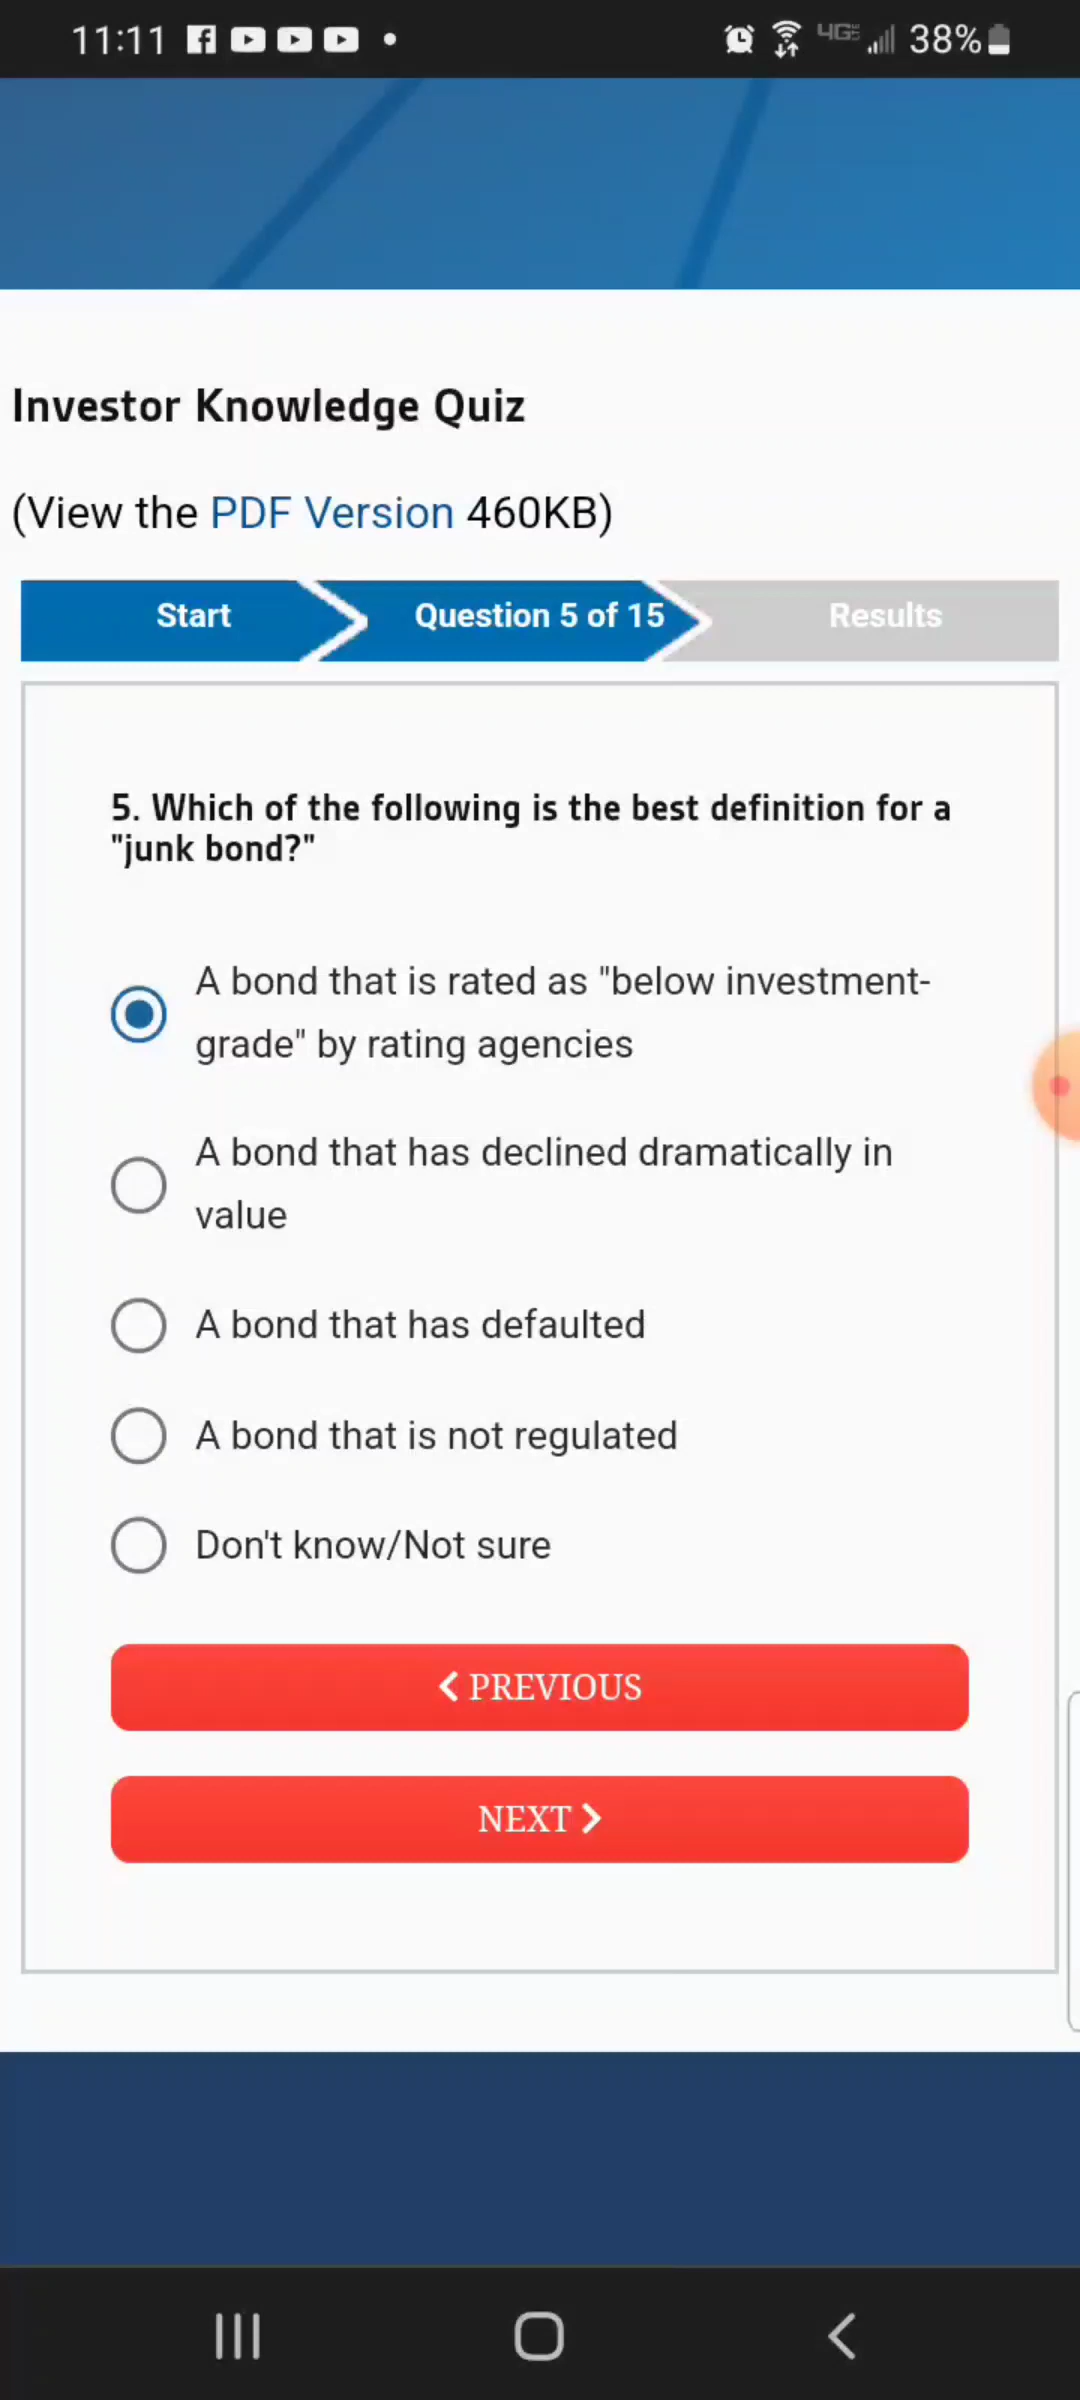 11:11
4G
38%
Investor Knowledge Quiz
(View the PDF Version 460KB)
Start
Question 5 of 15
Results
5. Which of the following is the best definition for a
"junk bond?"
A bond that is rated as "below investment-
grade" by rating agencies
A bond that has declined dramatically in
value
A bond that has defaulted
A bond that is not regulated
Don't know/Not sure
PREVIOUS
NEXT